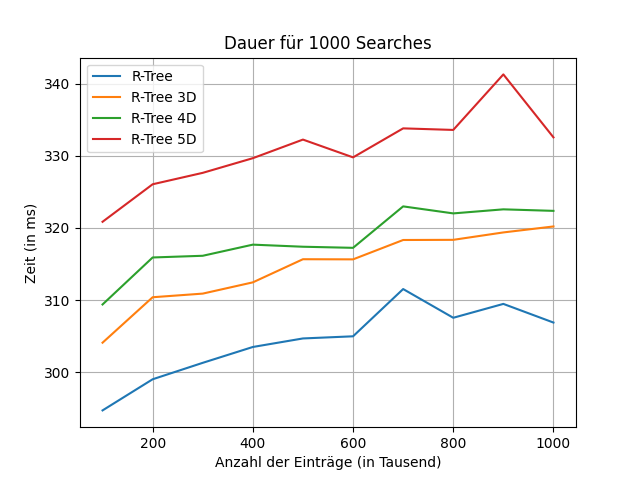 Dauer für 1000 Searches
R-Tree
R-Tree 3D
R-Tree 4D
R-Tree 5D
Zeit (in ms)
340
330
320
310
300
200 400 600 800 1000
Anzahl der Einträge (in Tausend)